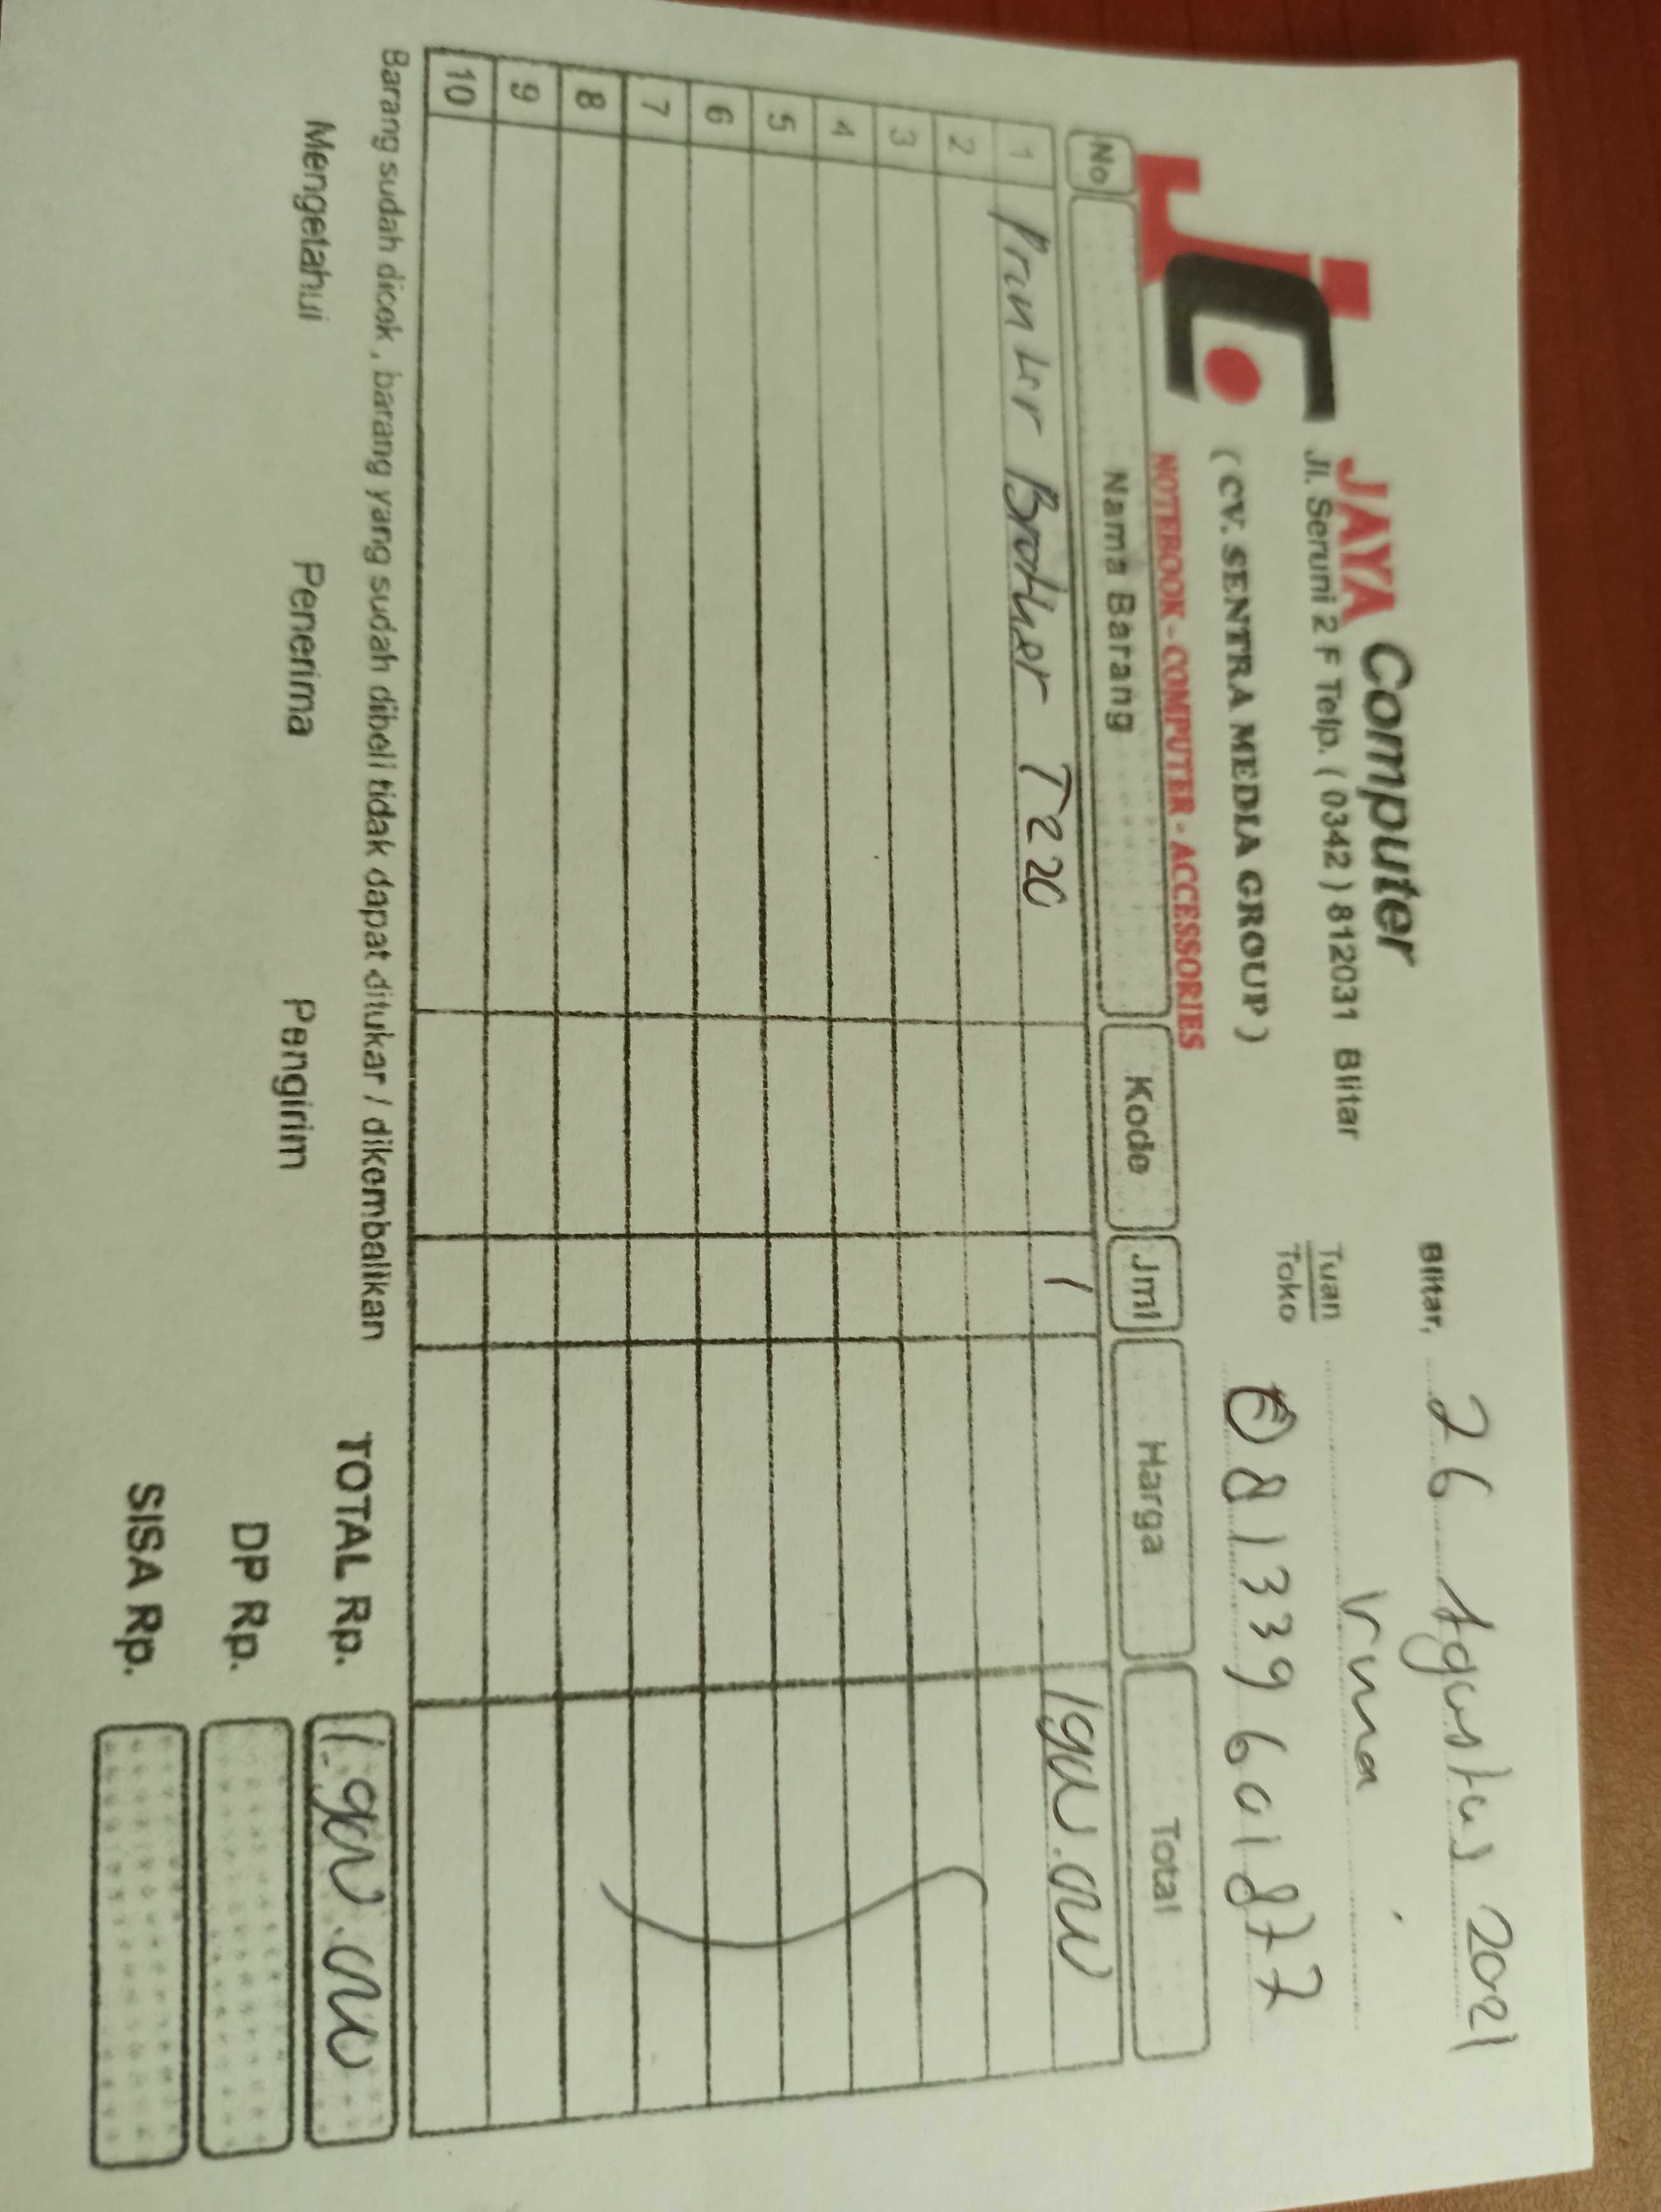 JC
JAYA Computer
Jl. Seruni 2 F Telp. ( 0342 ) 812031 Blitar
( CV. SENTRA MEDIA GROUP )
NOTEBOOK - COMPUTER - ACCESSORIES
Blitar, 26 Agustus 2021
Tuan Irma
Toko 081339601877
No Nama Barang Kode Jml Harga Total
1 Printer Brother T220 1 1900.000
2
3
4
5
6
7
8
9
10
Barang sudah dicek , barang yang sudah dibeli tidak dapat ditukar / dikembalikan
Mengetahui Penerima Pengirim
TOTAL Rp. 1.900.000
DP Rp.
SISA Rp.